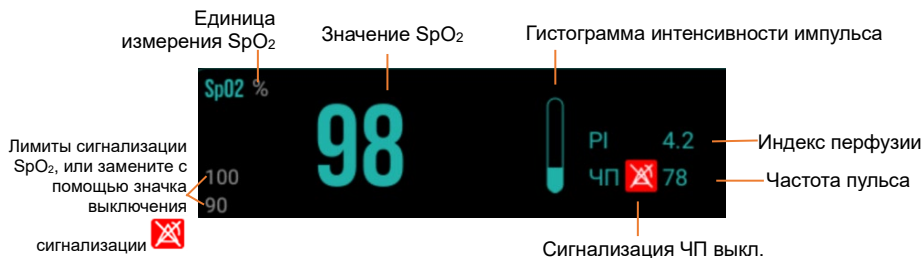 Единица
измерения SpO₂
Значение SpO₂
Гистограмма интенсивности импульса
SpO2 %
98
Лимиты сигнализации
SpO₂, или замените с
помощью значка
выключения
сигнализации
100
90
PI 4.2
ЧП 78
Индекс перфузии
Частота пульса
Сигнализация ЧП выкл.